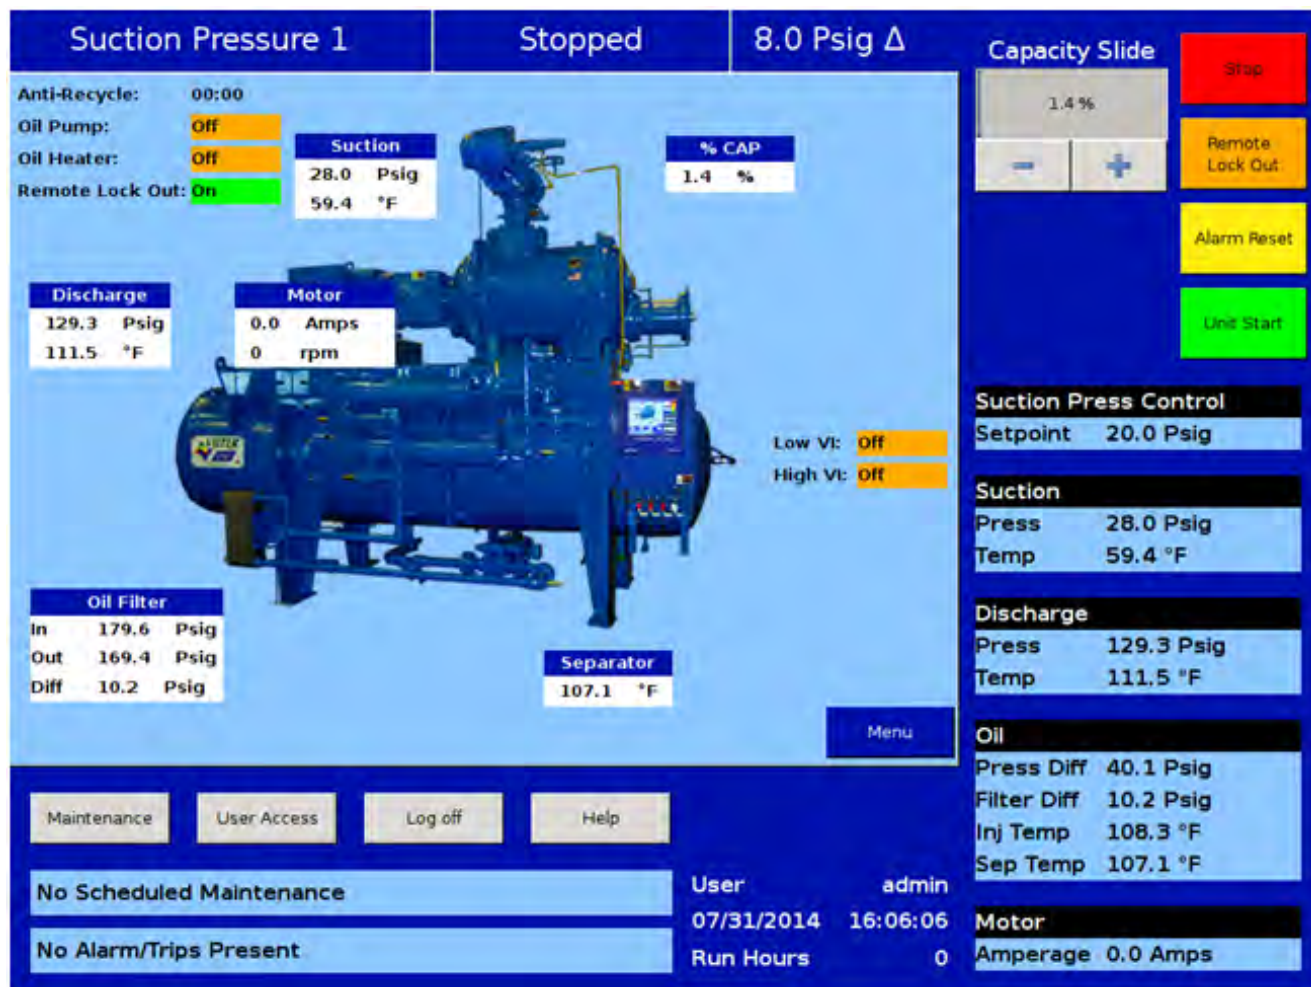 Suction Pressure 1
Stopped
8.0 Psig Δ
Anti-Recycle: 00:00
Oil Pump: Off
Oil Heater: Off
Remote Lock Out: On
Suction
28.0 Psig
59.4 °F
% CAP
1.4 %
Discharge
129.3 Psig
111.5 °F
Motor
0.0 Amps
0 rpm
VILTER
Low VI: Off
High VI: Off
Oil Filter
In 179.6 Psig
Out 169.4 Psig
Diff 10.2 Psig
Separator
107.1 °F
Menu
Maintenance
User Access
Log off
Help
No Scheduled Maintenance
No Alarm/Trips Present
User admin
07/31/2014 16:06:06
Run Hours 0
Capacity Slide
1.4 %
− +
Stop
Remote
Lock Out
Alarm Reset
Unit Start
Suction Press Control
Setpoint 20.0 Psig
Suction
Press 28.0 Psig
Temp 59.4 °F
Discharge
Press 129.3 Psig
Temp 111.5 °F
Oil
Press Diff 40.1 Psig
Filter Diff 10.2 Psig
Inj Temp 108.3 °F
Sep Temp 107.1 °F
Motor
Amperage 0.0 Amps